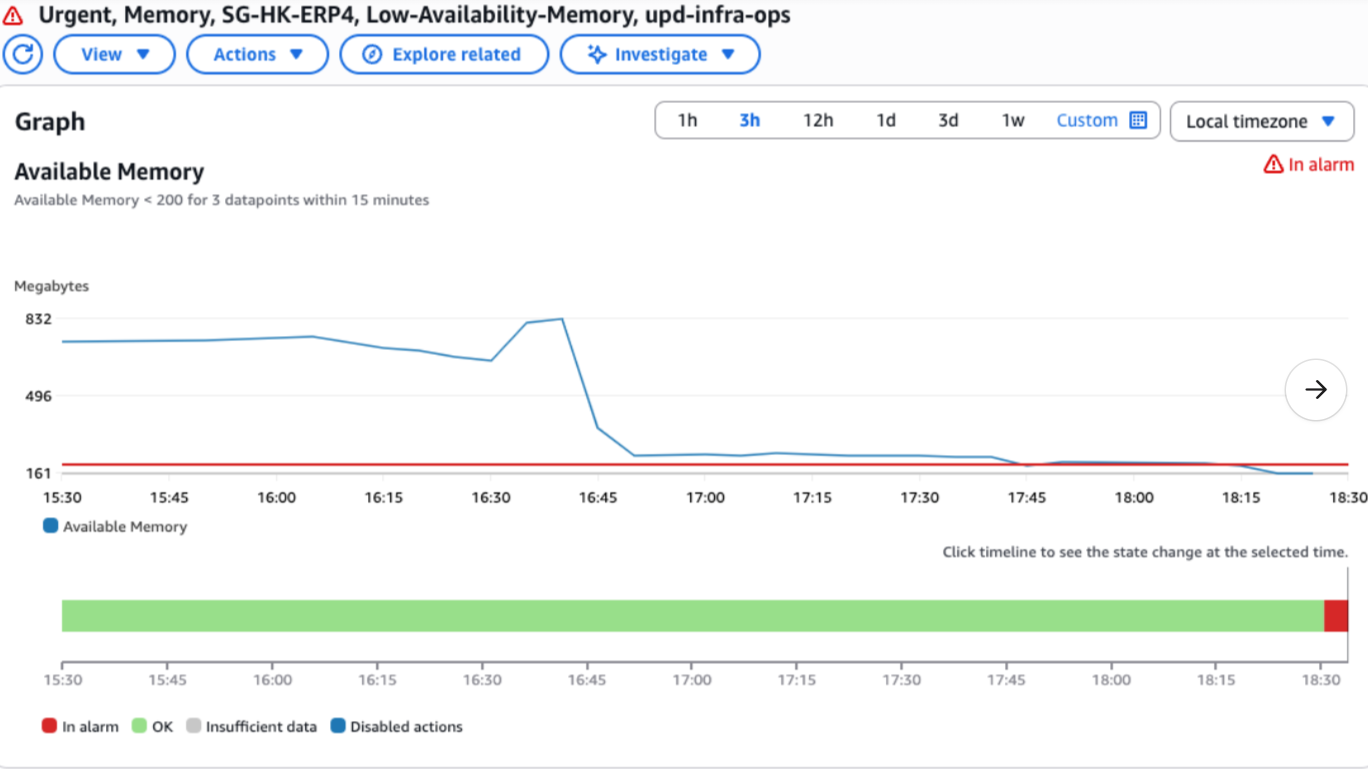 Urgent, Memory, SG-HK-ERP4, Low-Availability-Memory, upd-infra-ops
View Actions Explore related Investigate
Graph 1h 3h 12h 1d 3d 1w Custom Local timezone
Available Memory In alarm
Available Memory < 200 for 3 datapoints within 15 minutes
Megabytes
832
496
161
15:30 15:45 16:00 16:15 16:30 16:45 17:00 17:15 17:30 17:45 18:00 18:15 18:30
Available Memory
Click timeline to see the state change at the selected time.
15:30 15:45 16:00 16:15 16:30 16:45 17:00 17:15 17:30 17:45 18:00 18:15 18:30
In alarm OK Insufficient data Disabled actions